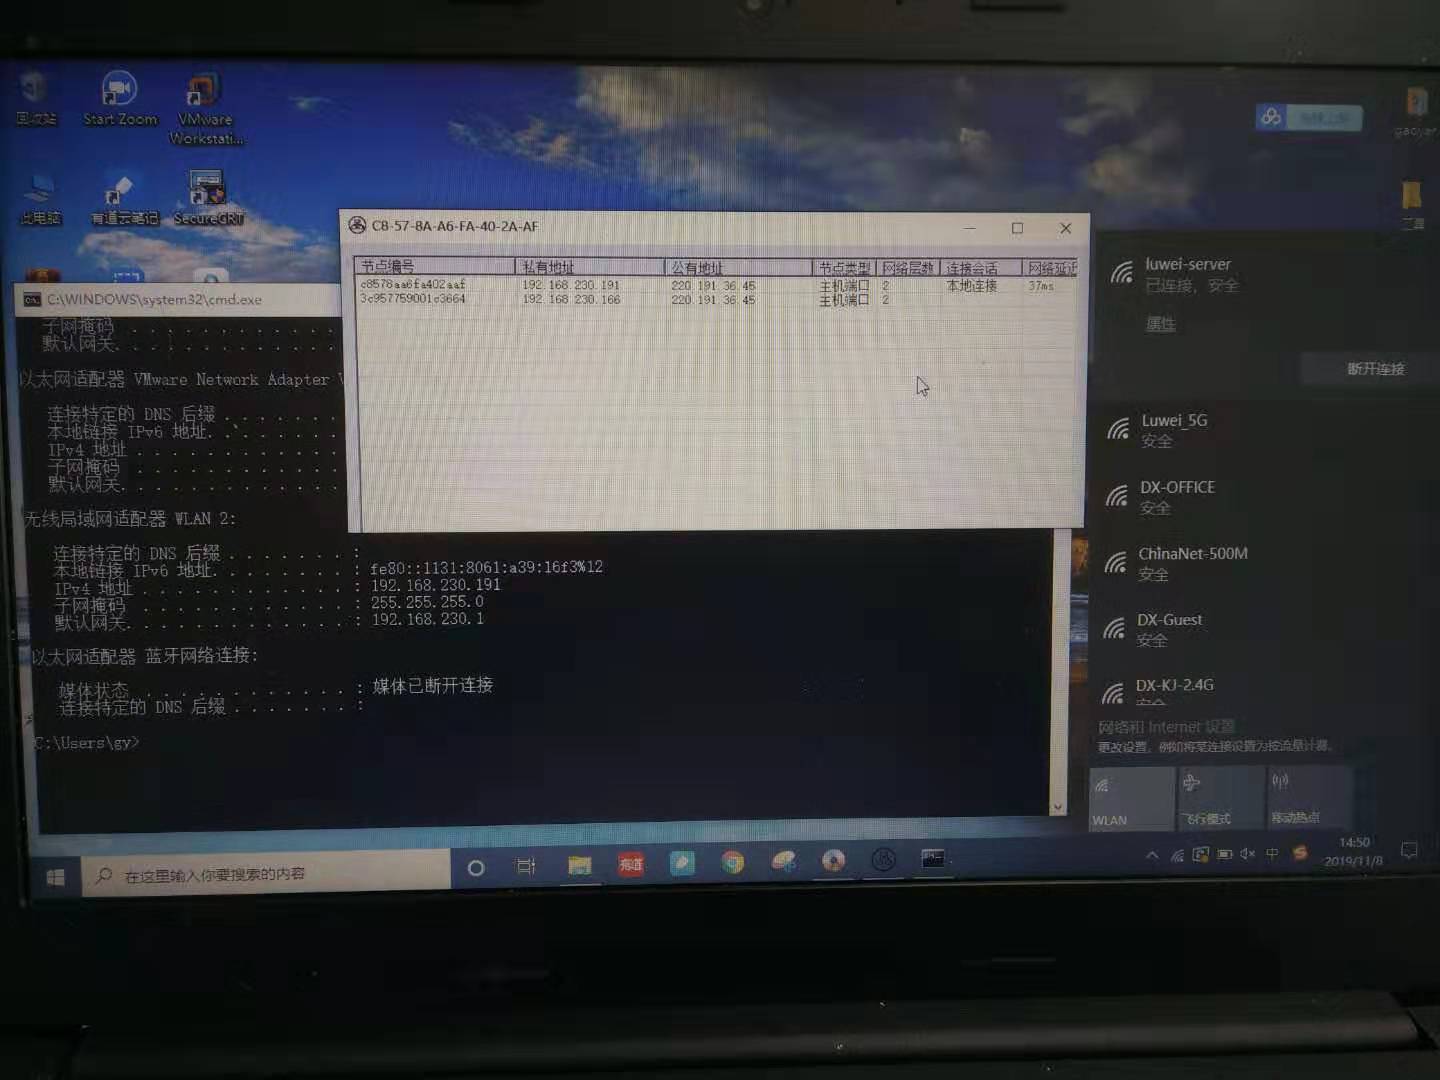 回收站
Start Zoom
VMware
Workstati...
此电脑
有道云笔记
SecureCRT
工具
C8-57-8A-A6-FA-40-2A-AF
节点编号 私有地址 公有地址 节点类型 网络层数 连接会话 网络延迟
c8578aa6fa402aaf 192.168.230.191 220.191.36.45 主机端口 2 本地连接 37ms
3c957759001e3664 192.168.230.166 220.191.36.45 主机端口 2
C:\WINDOWS\system32\cmd.exe
子网掩码 . . . . . . . . . . . .
默认网关. . . . . . . . . . . . .
以太网适配器 VMware Network Adapter
连接特定的 DNS 后缀 . . . . . . .
本地链接 IPv6 地址. . . . . . . .
IPv4 地址 . . . . . . . . . . . .
子网掩码 . . . . . . . . . . . .
默认网关. . . . . . . . . . . . .
无线局域网适配器 WLAN 2:
连接特定的 DNS 后缀 . . . . . . . :
本地链接 IPv6 地址. . . . . . . . : fe80::1131:8061:a39:16f3%12
IPv4 地址 . . . . . . . . . . . . : 192.168.230.191
子网掩码 . . . . . . . . . . . . : 255.255.255.0
默认网关. . . . . . . . . . . . . : 192.168.230.1
以太网适配器 蓝牙网络连接:
媒体状态 . . . . . . . . . . . . : 媒体已断开连接
连接特定的 DNS 后缀 . . . . . . . :
C:\Users\gy>
luwei-server
已连接，安全
属性
断开连接
Luwei_5G
安全
DX-OFFICE
安全
ChinaNet-500M
安全
DX-Guest
安全
DX-KJ-2.4G
安全
网络和 Internet 设置
更改设置，例如将某连接设置为按流量计费。
WLAN
飞行模式
移动热点
在这里输入你要搜索的内容
有道
中
14:50
2019/11/8